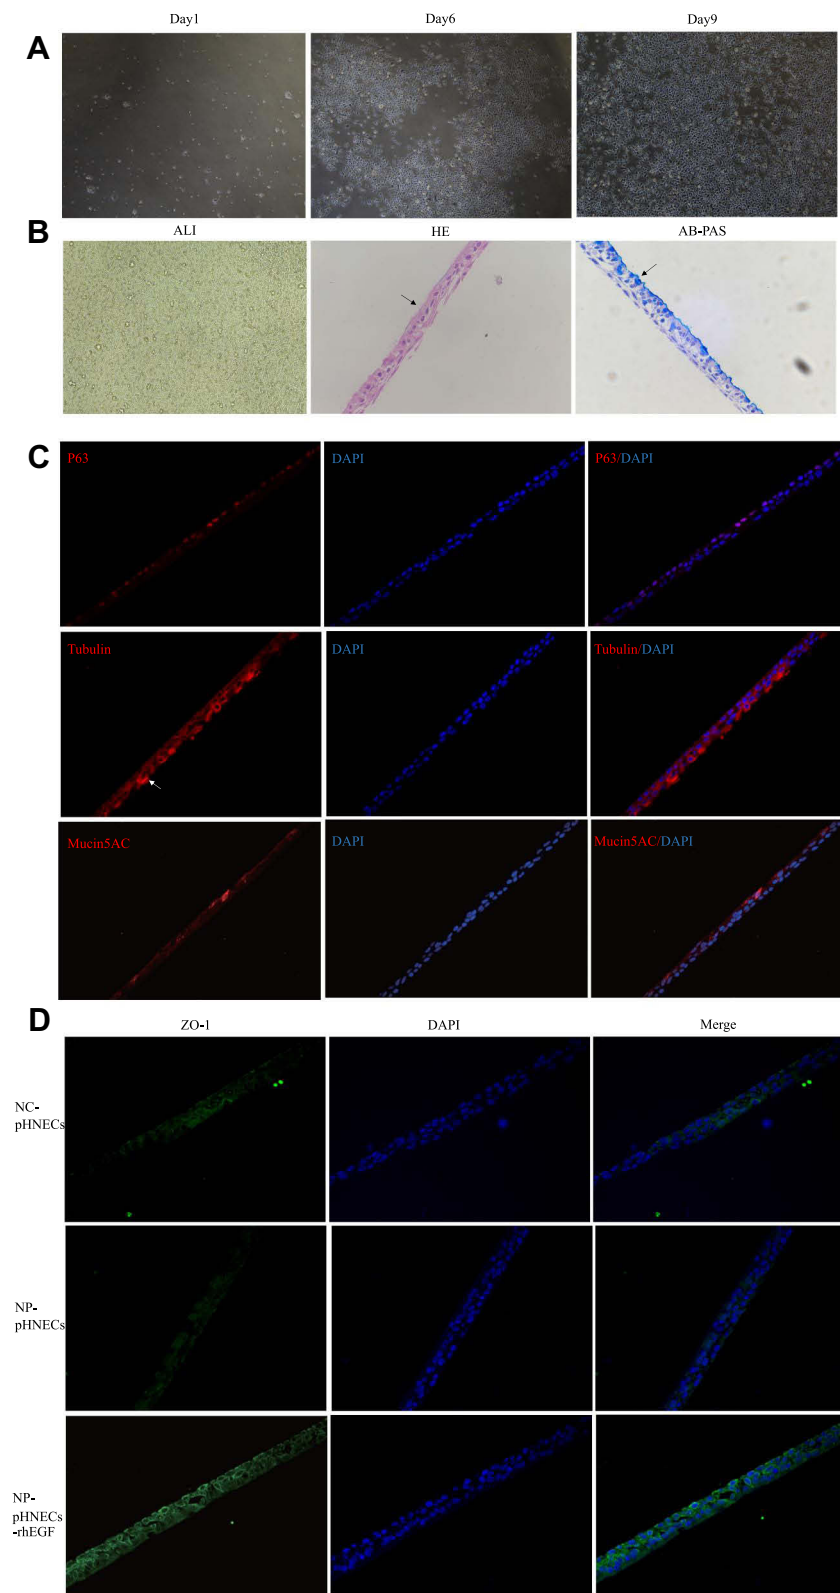 Day1 Day6 Day9
A
B
ALI HE AB-PAS
C
P63 DAPI P63/DAPI
Tubulin DAPI Tubulin/DAPI
Mucin5AC DAPI Mucin5AC/DAPI
D
ZO-1 DAPI Merge
NC-
pHNECs
NP-
pHNECs
NP-
pHNECs
-rhEGF